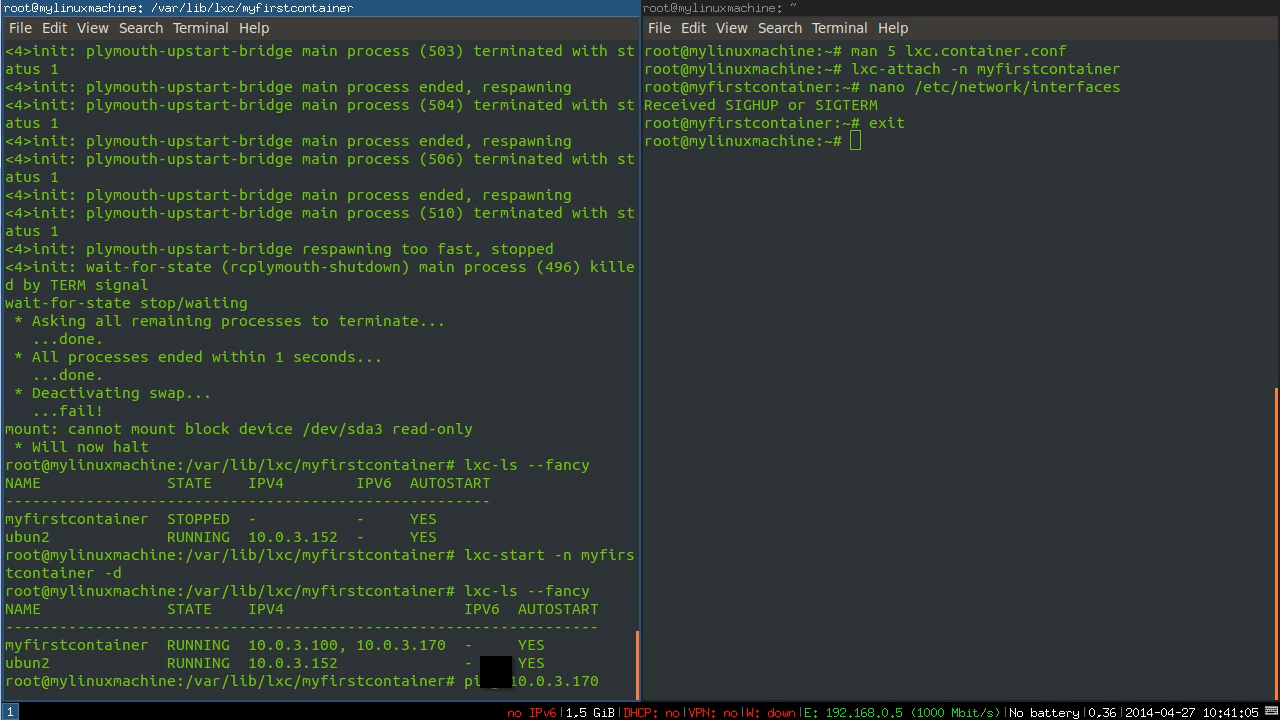 root@mylinuxmachine: /var/lib/lxc/myfirstcontainer
File Edit View Search Terminal Help
<4>init: plymouth-upstart-bridge main process (503) terminated with st
atus 1
<4>init: plymouth-upstart-bridge main process ended, respawning
<4>init: plymouth-upstart-bridge main process (504) terminated with st
atus 1
<4>init: plymouth-upstart-bridge main process ended, respawning
<4>init: plymouth-upstart-bridge main process (506) terminated with st
atus 1
<4>init: plymouth-upstart-bridge main process ended, respawning
<4>init: plymouth-upstart-bridge main process (510) terminated with st
atus 1
<4>init: plymouth-upstart-bridge respawning too fast, stopped
<4>init: wait-for-state (rcplymouth-shutdown) main process (496) kille
d by TERM signal
wait-for-state stop/waiting
 * Asking all remaining processes to terminate...
   ...done.
 * All processes ended within 1 seconds...
   ...done.
 * Deactivating swap...
   ...fail!
mount: cannot mount block device /dev/sda3 read-only
 * Will now halt
root@mylinuxmachine:/var/lib/lxc/myfirstcontainer# lxc-ls --fancy
NAME              STATE    IPV4        IPV6  AUTOSTART
------------------------------------------------------
myfirstcontainer  STOPPED  -           -     YES
ubun2             RUNNING  10.0.3.152  -     YES
root@mylinuxmachine:/var/lib/lxc/myfirstcontainer# lxc-start -n myfirs
tcontainer -d
root@mylinuxmachine:/var/lib/lxc/myfirstcontainer# lxc-ls --fancy
NAME              STATE    IPV4                    IPV6  AUTOSTART
------------------------------------------------------------------
myfirstcontainer  RUNNING  10.0.3.100, 10.0.3.170  -     YES
ubun2             RUNNING  10.0.3.152              -     YES
root@mylinuxmachine:/var/lib/lxc/myfirstcontainer# 10.0.3.170
root@mylinuxmachine: ~
File Edit View Search Terminal Help
root@mylinuxmachine:~# man 5 lxc.container.conf
root@mylinuxmachine:~# lxc-attach -n myfirstcontainer
root@myfirstcontainer:~# nano /etc/network/interfaces
Received SIGHUP or SIGTERM
root@myfirstcontainer:~# exit
root@mylinuxmachine:~#
1 no IPv6|1,5 GiB|DHCP: no|VPN: no|W: down|E: 192.168.0.5 (1000 Mbit/s)|No battery|0.36|2014-04-27 10:41:05